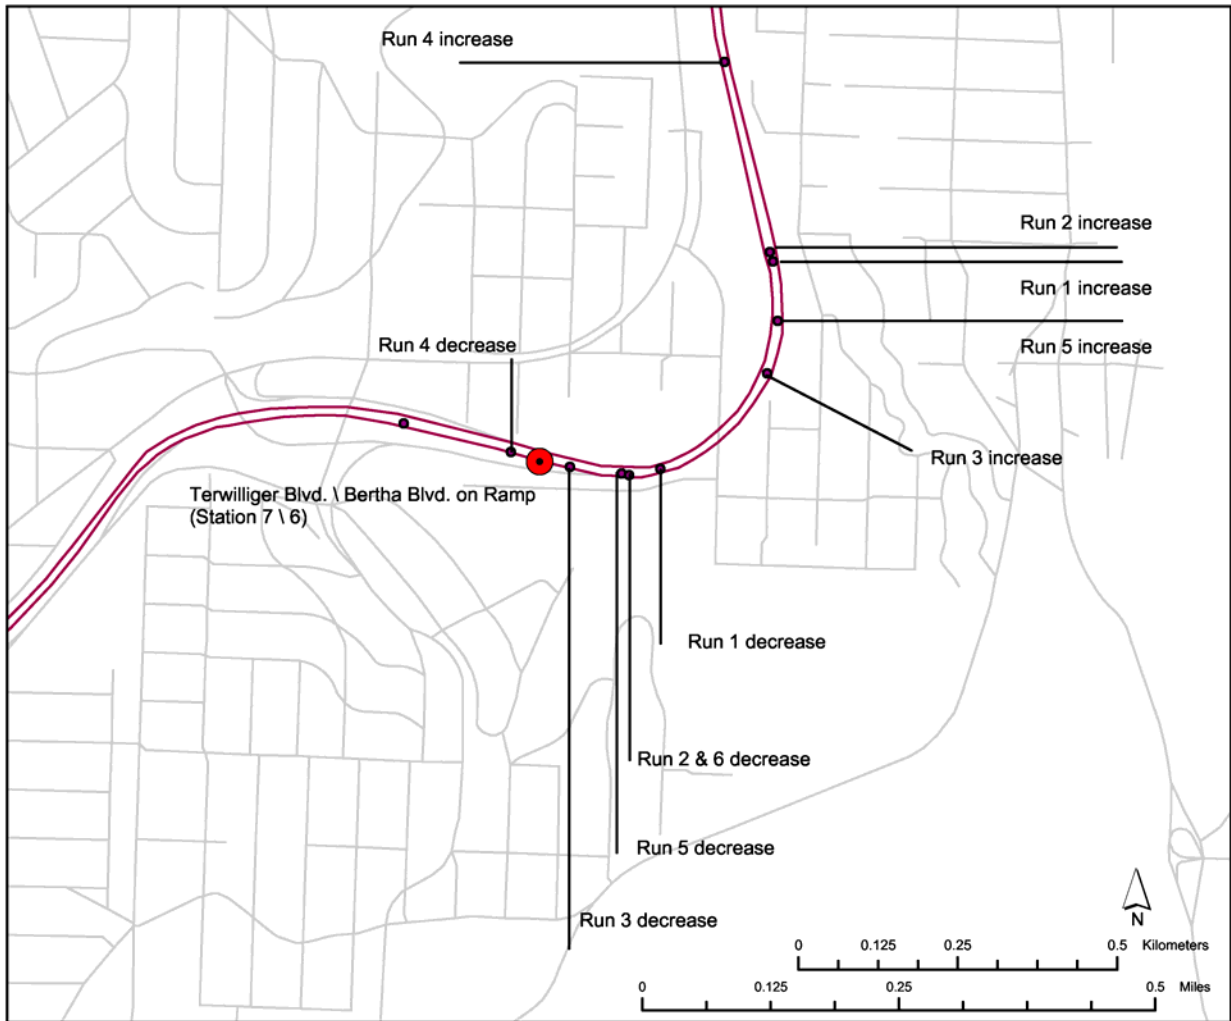 Run 4 increase
Run 2 increase
Run 1 increase
Run 4 decrease
Run 5 increase
Run 3 increase
Terwilliger Blvd. \ Bertha Blvd. on Ramp
(Station 7 \ 6)
Run 1 decrease
Run 2 & 6 decrease
Run 5 decrease
Run 3 decrease
N
0 0.125 0.25 0.5 Kilometers
0 0.125 0.25 0.5 Miles